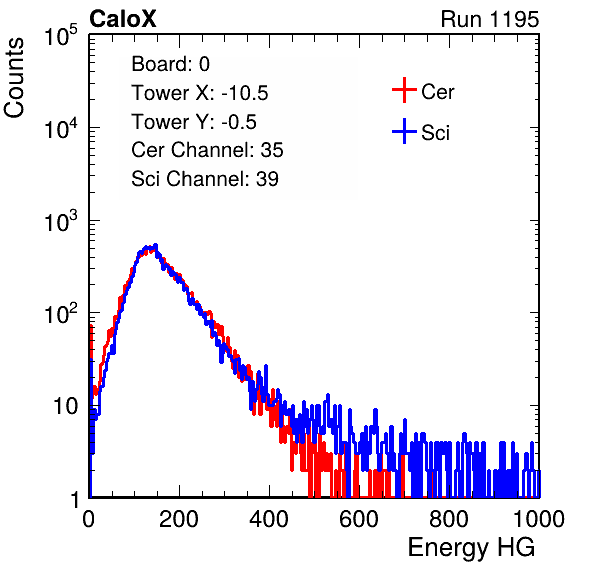 CaloX Run 1195
Counts
Board: 0
Tower X: -10.5
Tower Y: -0.5
Cer Channel: 35
Sci Channel: 39
Cer
Sci
10^5
10^4
10^3
10^2
10
1
0 200 400 600 800 1000
Energy HG